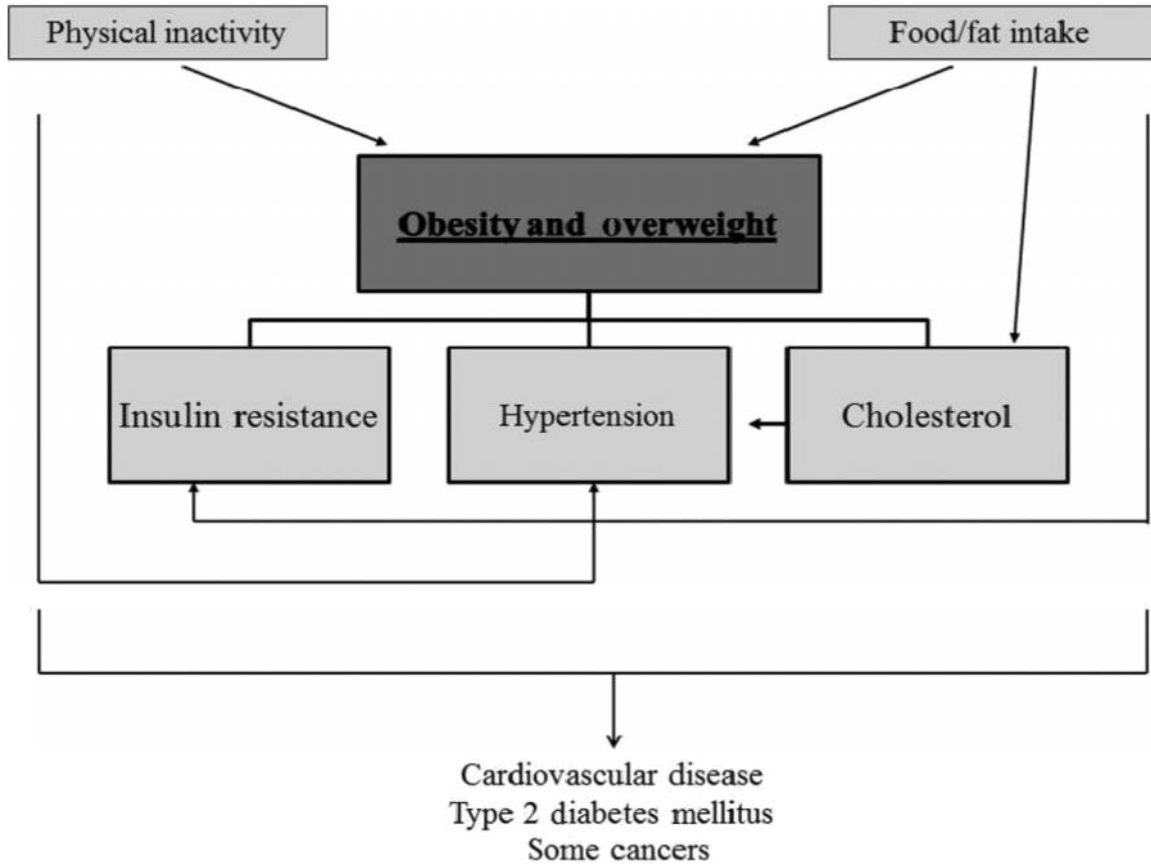 Physical inactivity
Food/fat intake
Obesity and overweight
Insulin resistance
Hypertension
Cholesterol
Cardiovascular disease
Type 2 diabetes mellitus
Some cancers